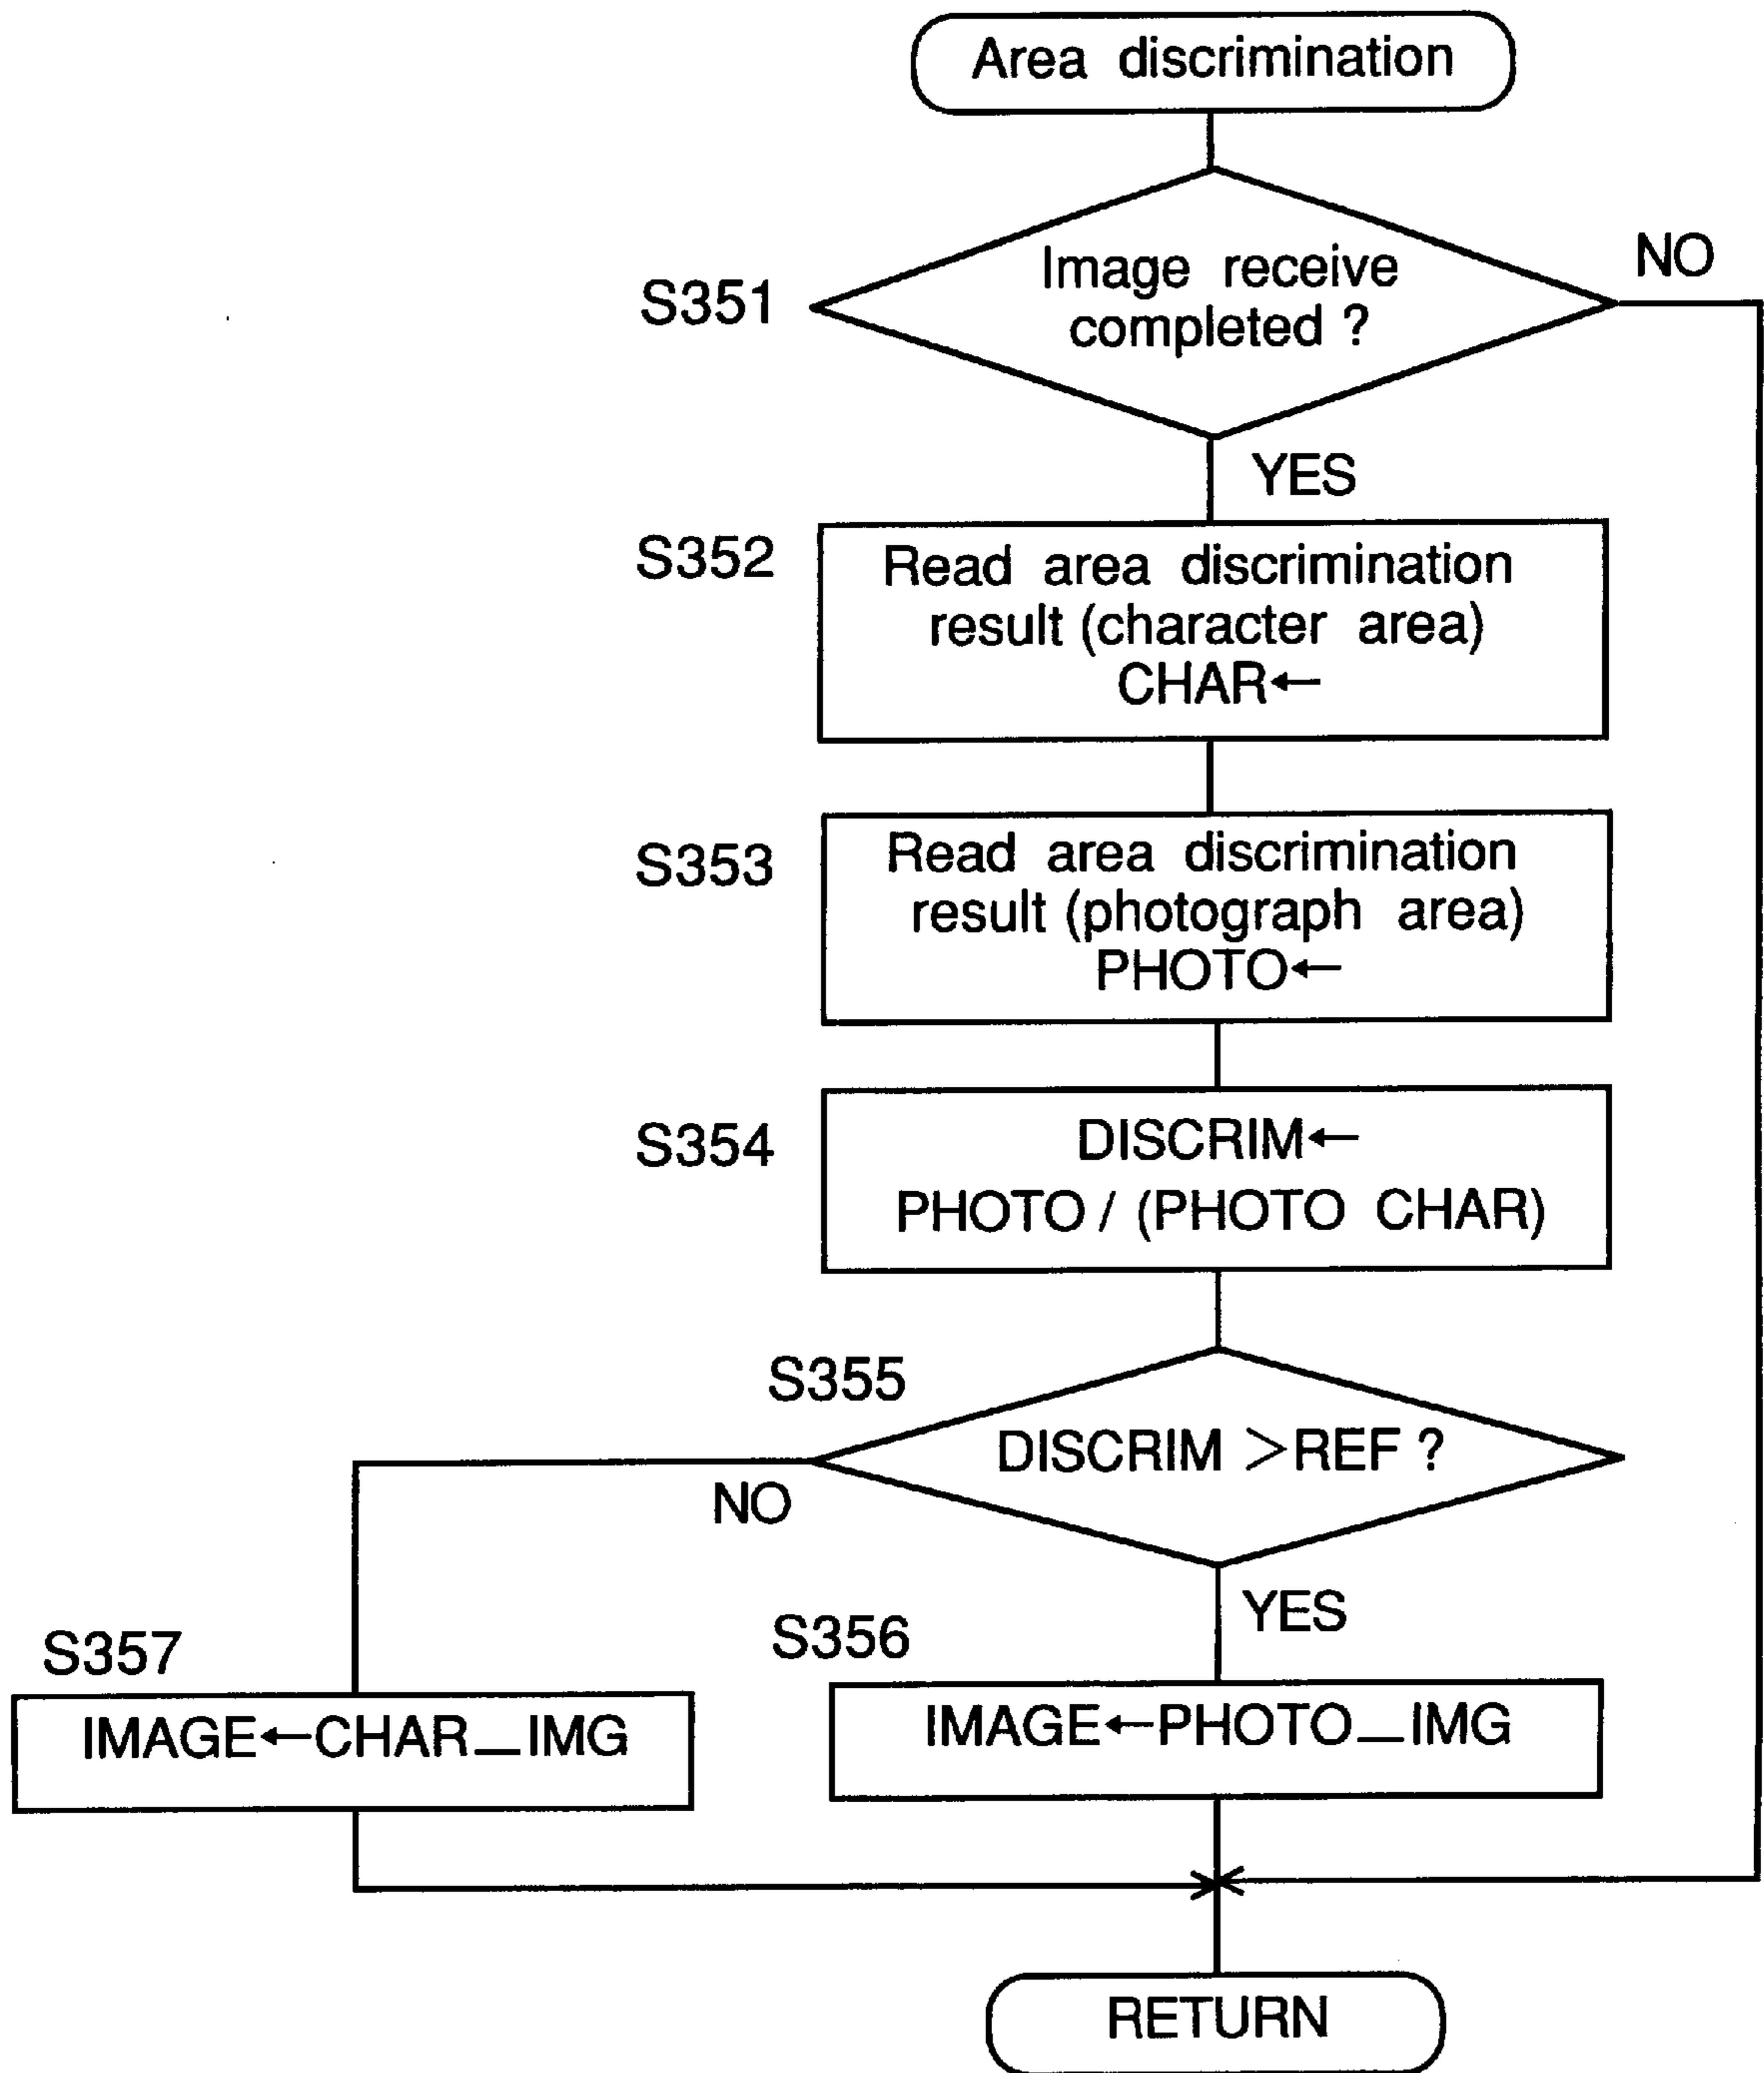 Area discrimination
S351
Image receive
completed ?
NO
YES
S352
Read area discrimination
result (character area)
CHAR←
S353
Read area discrimination
result (photograph area)
PHOTO←
S354
DISCRIM←
PHOTO / (PHOTO CHAR)
S355
DISCRIM >REF ?
NO
YES
S357
IMAGE←CHAR_IMG
S356
IMAGE←PHOTO_IMG
RETURN